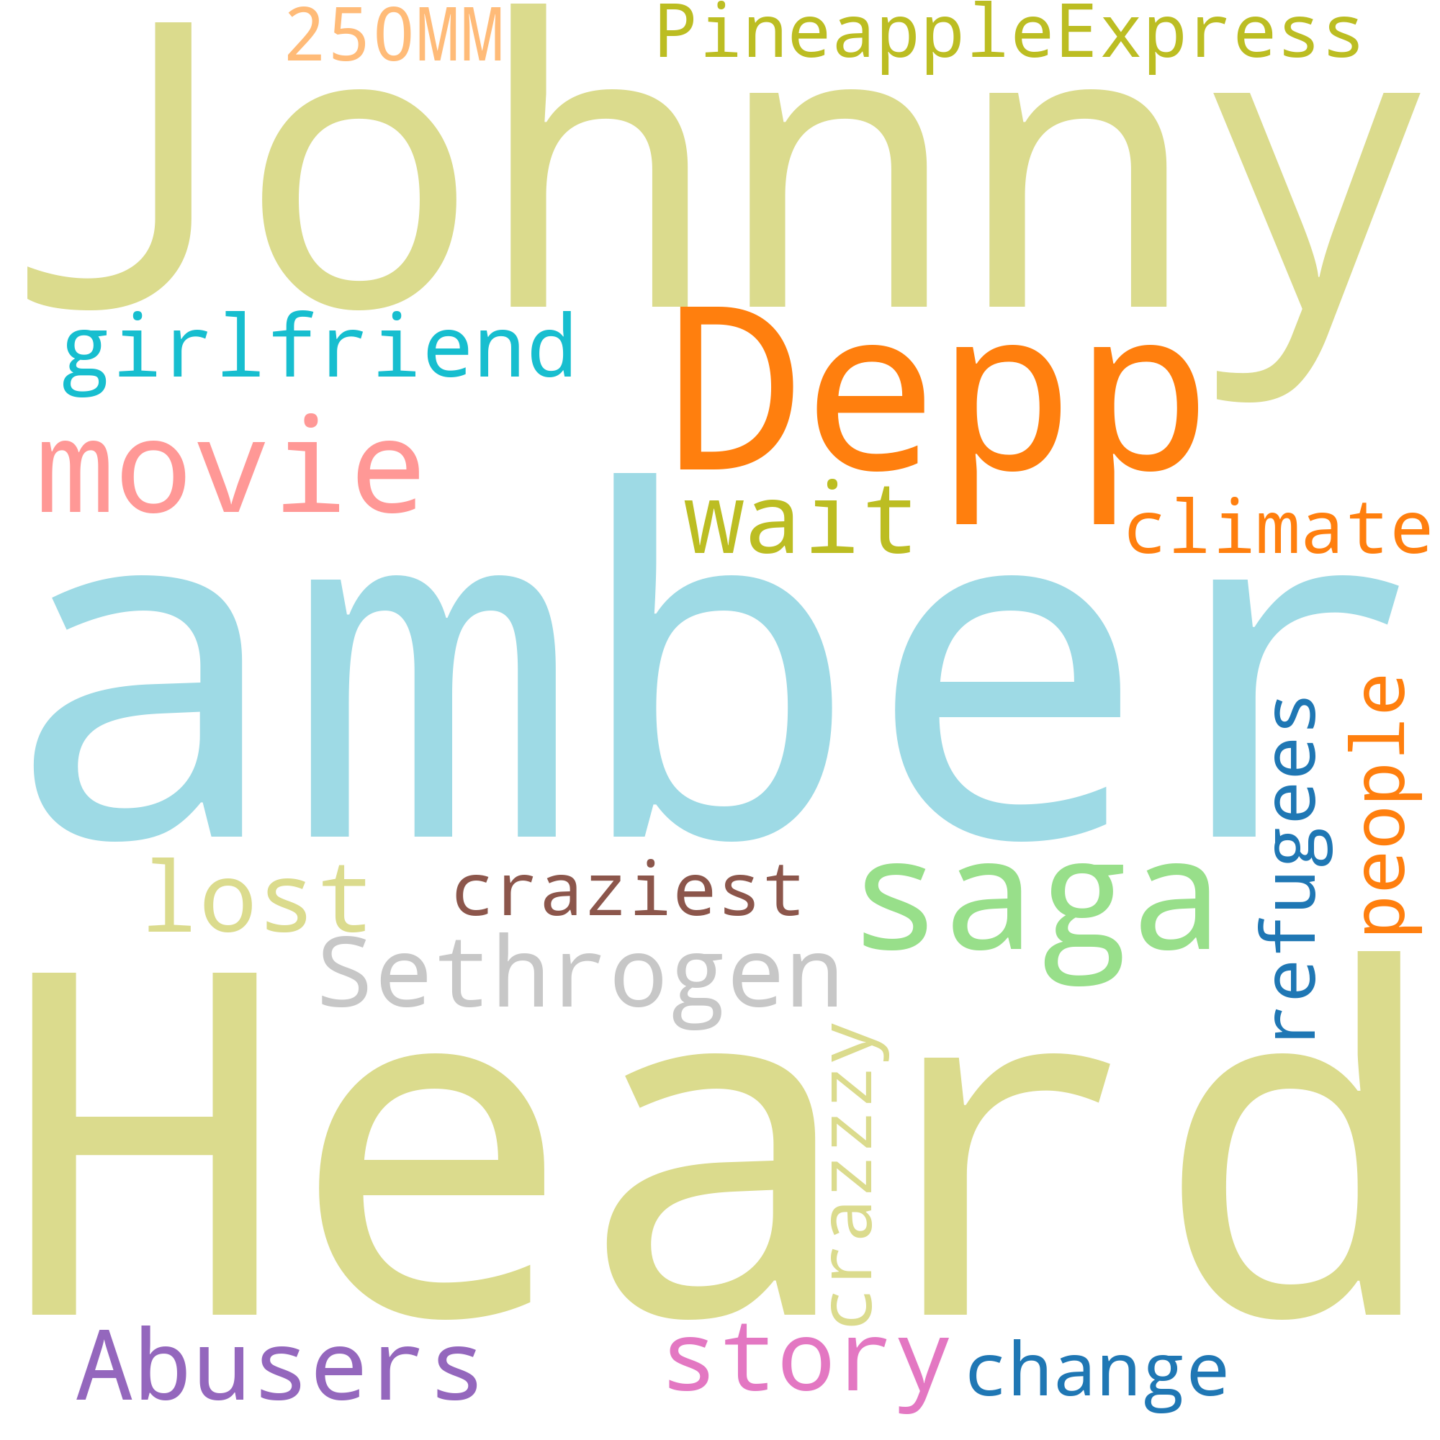 250MM PineappleExpress
Johnny
girlfriend Depp
movie wait climate
amber
refugees people
lost craziest saga
Sethrogen
Heard
crazzzy
Abusers story change